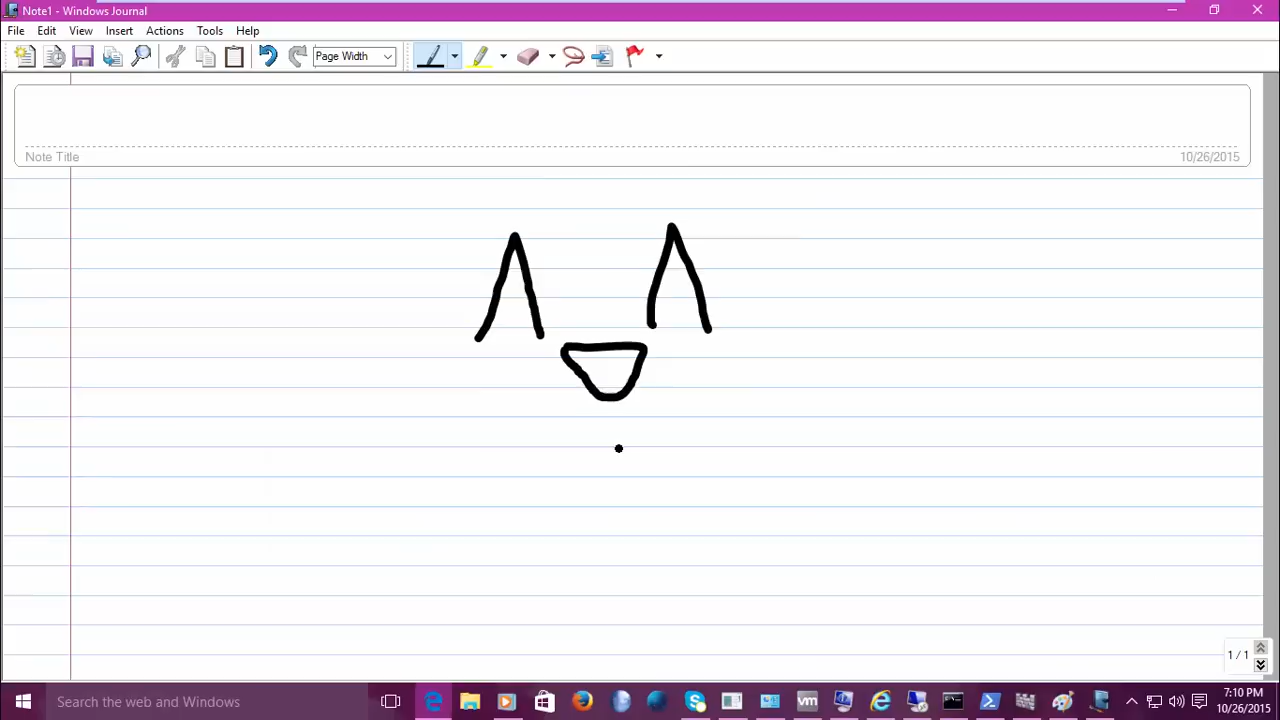 Note1 - Windows Journal
File Edit View Insert Actions Tools Help
Page Width
Note Title
10/26/2015
1 / 1
Search the web and Windows
vm
7:10 PM
10/26/2015